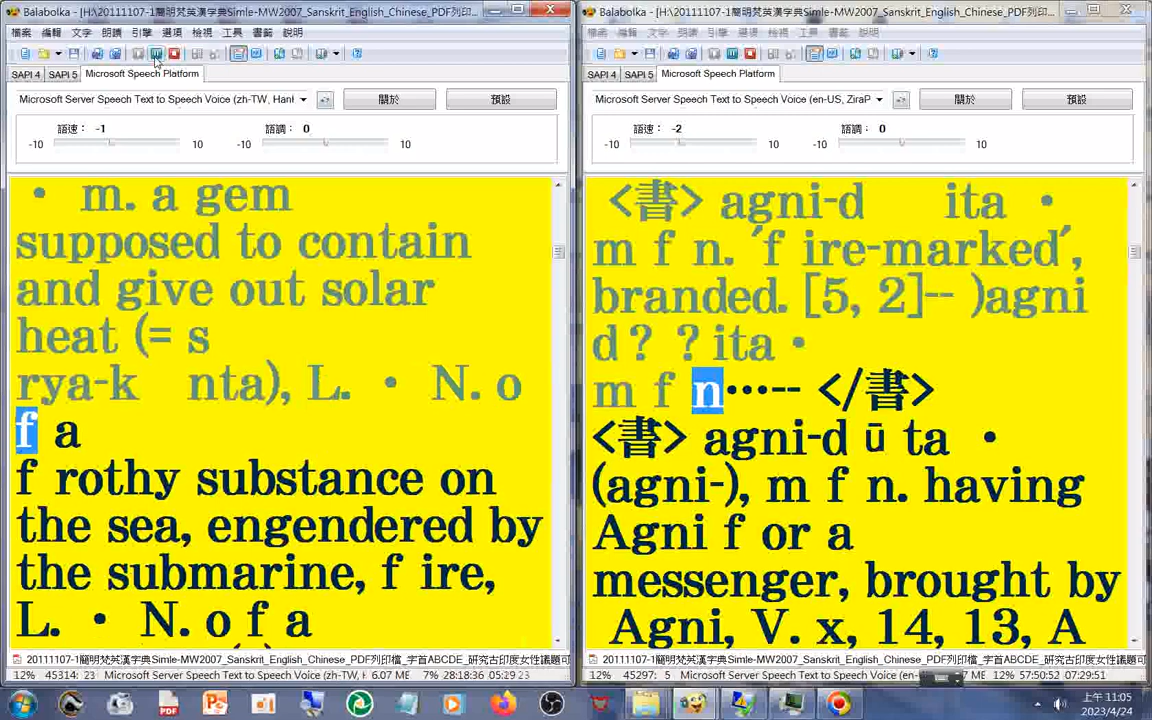 Balabolka - [H:\20111107-1簡明梵英漢字典Simle-MW2007_Sanskrit_English_Chinese_PDF列印...
檔案 編輯 文字 朗讀 引擎 選項 檢視 工具 書籤 說明
SAPI 4 SAPI 5 Microsoft Speech Platform
Microsoft Server Speech Text to Speech Voice (zh-TW, HanH
關於 預設
語速： -1 語調： 0
-10 10 -10 10
• m. a gem
supposed to contain
and give out solar
heat (= s
rya-k nta), L. • N. o
f a
f rothy substance on
the sea, engendered by
the submarine, f ire,
L. • N. o f a
20111107-1簡明梵英漢字典Simle-MW2007_Sanskrit_English_Chinese_PDF列印檔_字首ABCDE_研究古印度女性議題可
12% 45314: 23 Microsoft Server Speech Text to Speech Voice (zh-TW, H 6.07 MB 7% 28:18:36 05:29:23
Balabolka - [H:\20111107-1簡明梵英漢字典Simle-MW2007_Sanskrit_English_Chinese_PDF列印...
檔案 編輯 文字 朗讀 引擎 選項 檢視 工具 書籤 說明
SAPI 4 SAPI 5 Microsoft Speech Platform
Microsoft Server Speech Text to Speech Voice (en-US, ZiraP
關於 預設
語速： -2 語調： 0
-10 10 -10 10
<書> agni-d ita •
m f n. ′f ire-marked′,
branded. [5, 2]-- )agni
d？ ？ita •
m f n…-- </書>
<書> agni-d ū ta •
(agni-), m f n. having
Agni f or a
messenger, brought by
Agni, V. x, 14, 13, A
20111107-1簡明梵英漢字典Simle-MW2007_Sanskrit_English_Chinese_PDF列印檔_字首ABCDE_研究古印度女性議題可
12% 45297: 5 Microsoft Server Speech Text to Speech Voice (en- 12% 57:50:52 07:29:51
上午 11:05
2023/4/24